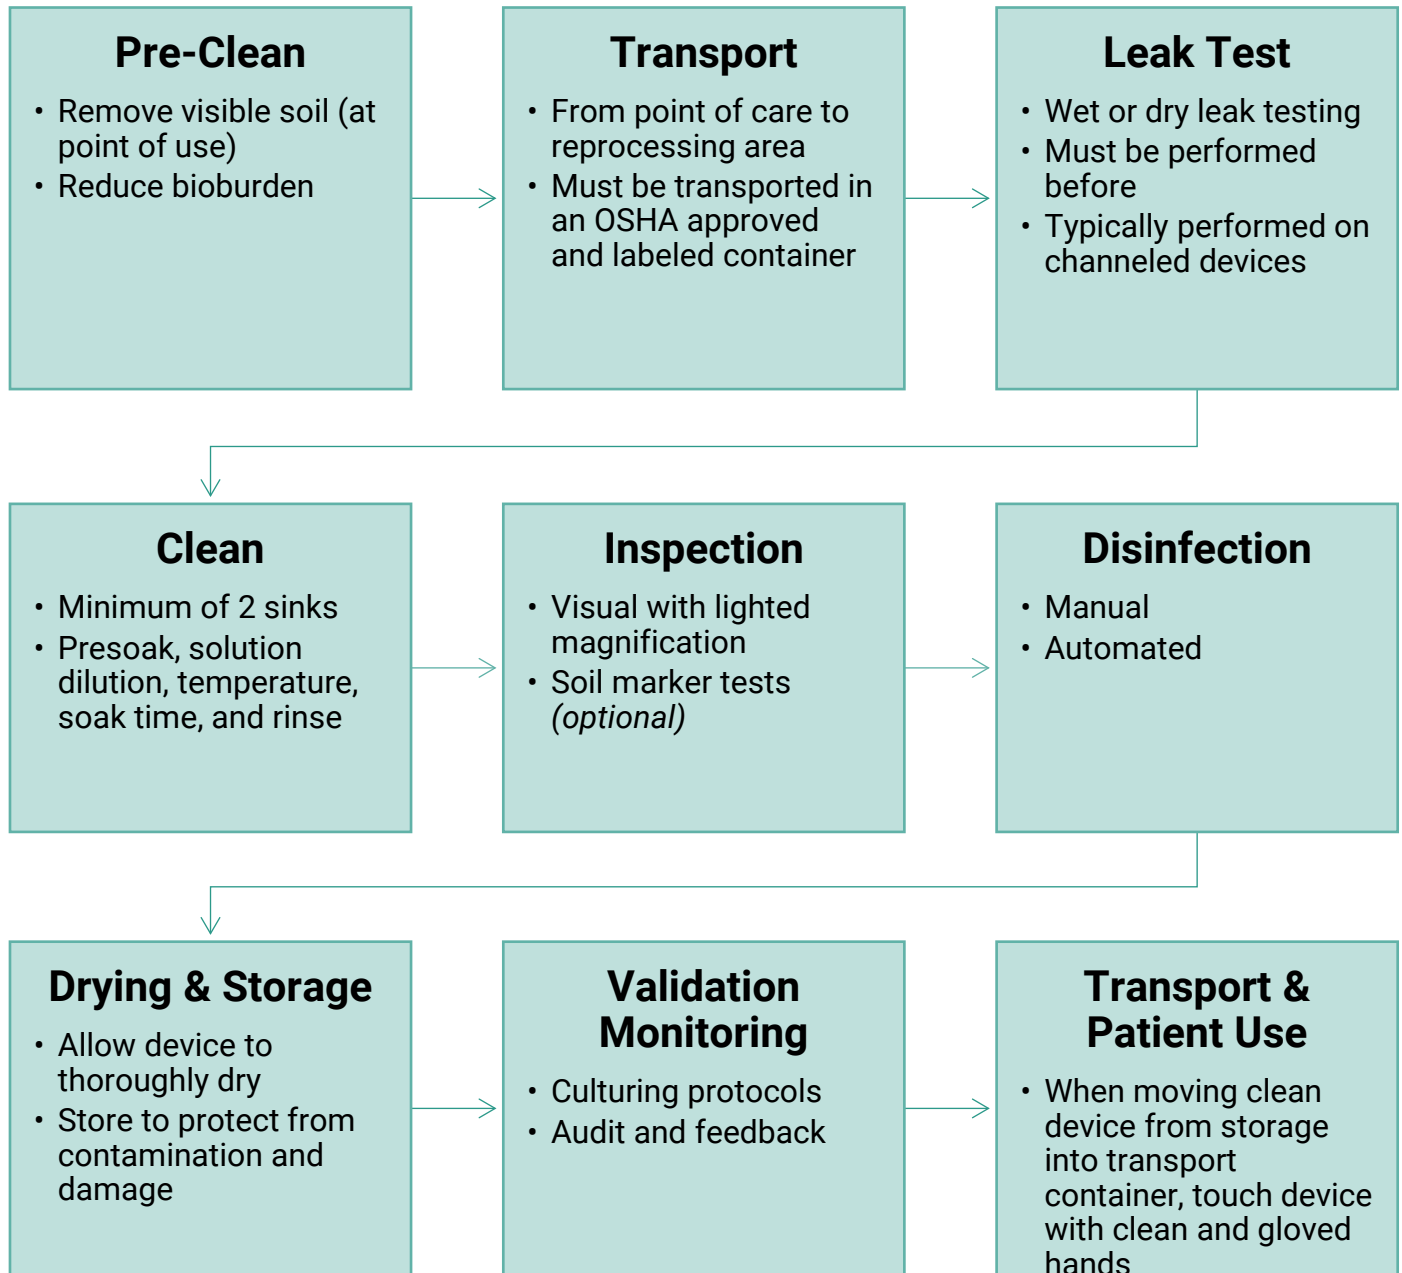 Pre-Clean
• Remove visible soil (at
point of use)
• Reduce bioburden
Transport
• From point of care to
reprocessing area
• Must be transported in
an OSHA approved
and labeled container
Leak Test
• Wet or dry leak testing
• Must be performed
before
• Typically performed on
channeled devices
Clean
• Minimum of 2 sinks
• Presoak, solution
dilution, temperature,
soak time, and rinse
Inspection
• Visual with lighted
magnification
• Soil marker tests
(optional)
Disinfection
• Manual
• Automated
Drying & Storage
• Allow device to
thoroughly dry
• Store to protect from
contamination and
damage
Validation
Monitoring
• Culturing protocols
• Audit and feedback
Transport &
Patient Use
• When moving clean
device from storage
into transport
container, touch device
with clean and gloved
hands